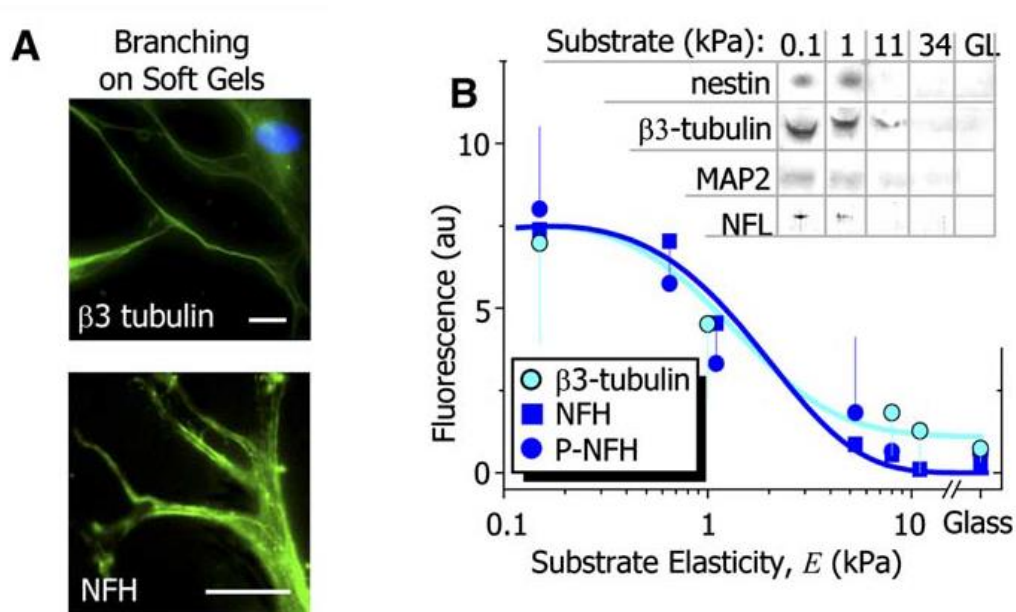 A
Branching
on Soft Gels
β3 tubulin
NFH
B
Substrate (kPa): 0.1 1 11 34 GL
nestin
β3-tubulin
MAP2
NFL
10
5
0
Fluorescence (au)
β3-tubulin
NFH
P-NFH
0.1 1 10 Glass
Substrate Elasticity, E (kPa)